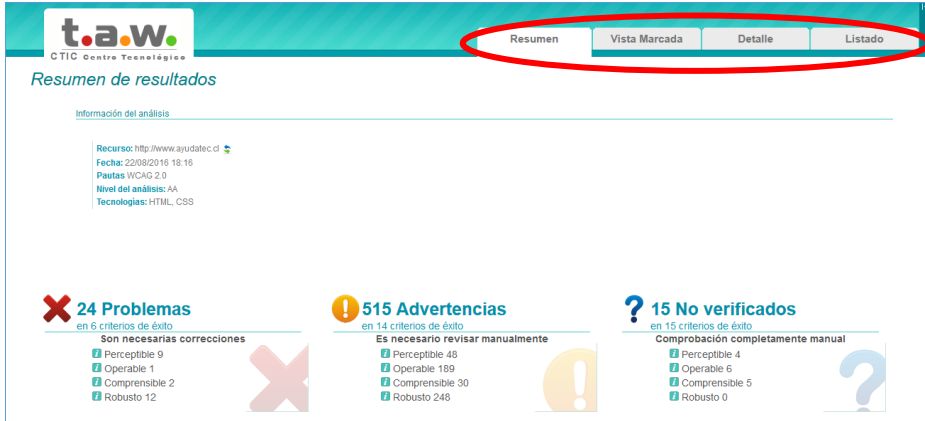 t.a.w.
CTIC Centro Tecnológico
Resumen
Vista Marcada
Detalle
Listado
Resumen de resultados
Información del análisis
Recurso: http://www.ayudatec.cl
Fecha: 22/08/2016 18:16
Pautas WCAG 2.0
Nivel del análisis: AA
Tecnologías: HTML, CSS
24 Problemas
en 6 criterios de éxito
Son necesarias correcciones
i Perceptible 9
i Operable 1
i Comprensible 2
i Robusto 12
! 515 Advertencias
en 14 criterios de éxito
Es necesario revisar manualmente
i Perceptible 48
i Operable 189
i Comprensible 30
i Robusto 248
? 15 No verificados
en 15 criterios de éxito
Comprobación completamente manual
i Perceptible 4
i Operable 6
i Comprensible 5
i Robusto 0